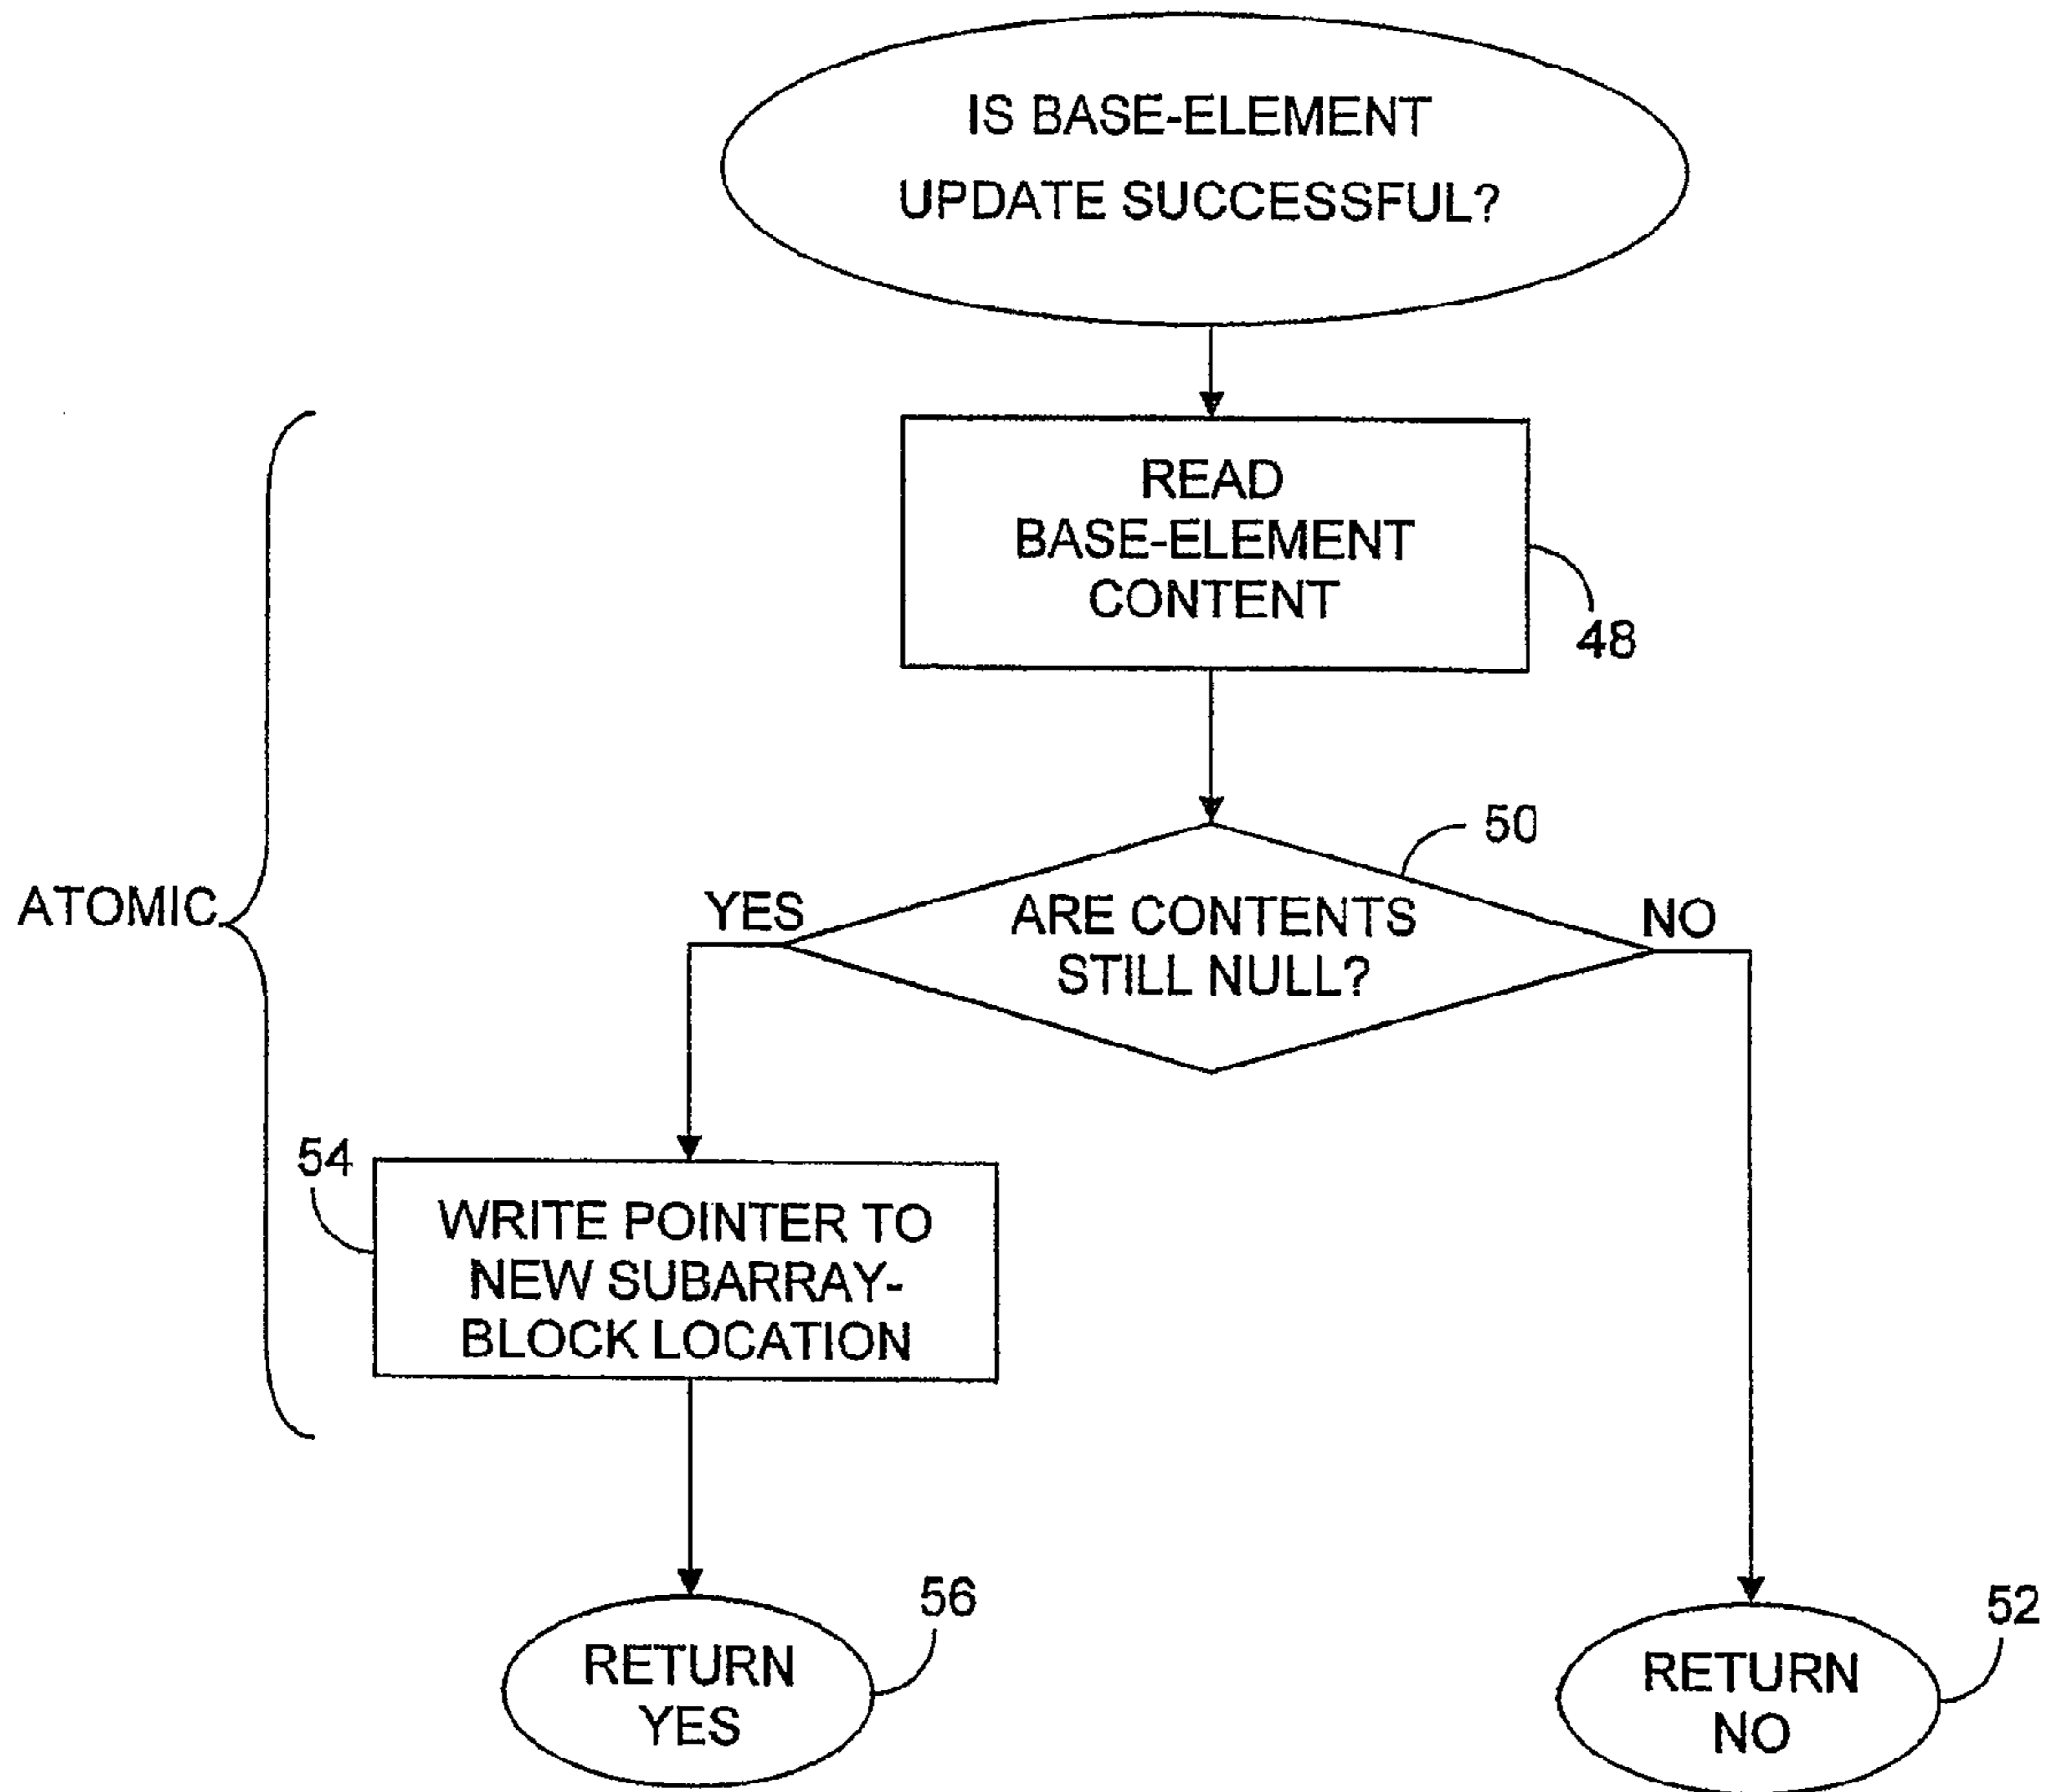 IS BASE-ELEMENT
UPDATE SUCCESSFUL?
READ
BASE-ELEMENT
CONTENT
48
50
YES
ARE CONTENTS
STILL NULL?
NO
ATOMIC
54
WRITE POINTER TO
NEW SUBARRAY-
BLOCK LOCATION
56
RETURN
YES
52
RETURN
NO